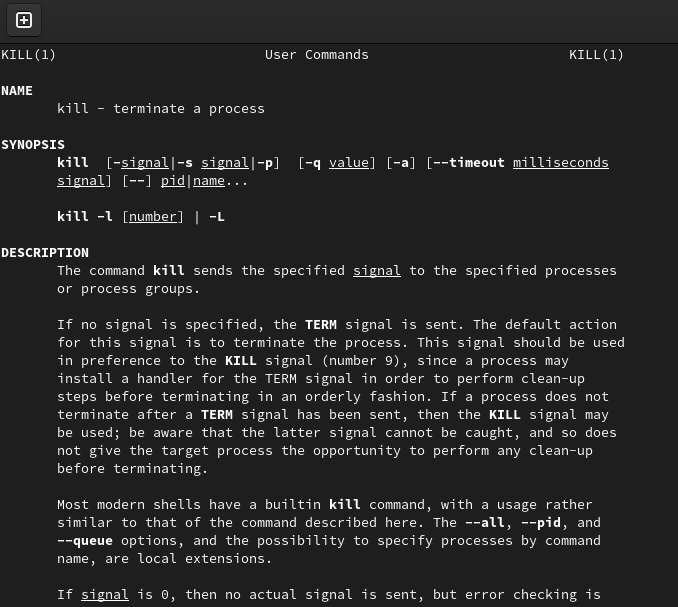 KILL(1) User Commands KILL(1)
NAME
kill - terminate a process
SYNOPSIS
kill [-signal|-s signal|-p] [-q value] [-a] [--timeout milliseconds
signal] [--] pid|name...
kill -l [number] | -L
DESCRIPTION
The command kill sends the specified signal to the specified processes
or process groups.
If no signal is specified, the TERM signal is sent. The default action
for this signal is to terminate the process. This signal should be used
in preference to the KILL signal (number 9), since a process may
install a handler for the TERM signal in order to perform clean-up
steps before terminating in an orderly fashion. If a process does not
terminate after a TERM signal has been sent, then the KILL signal may
be used; be aware that the latter signal cannot be caught, and so does
not give the target process the opportunity to perform any clean-up
before terminating.
Most modern shells have a builtin kill command, with a usage rather
similar to that of the command described here. The --all, --pid, and
--queue options, and the possibility to specify processes by command
name, are local extensions.
If signal is 0, then no actual signal is sent, but error checking is